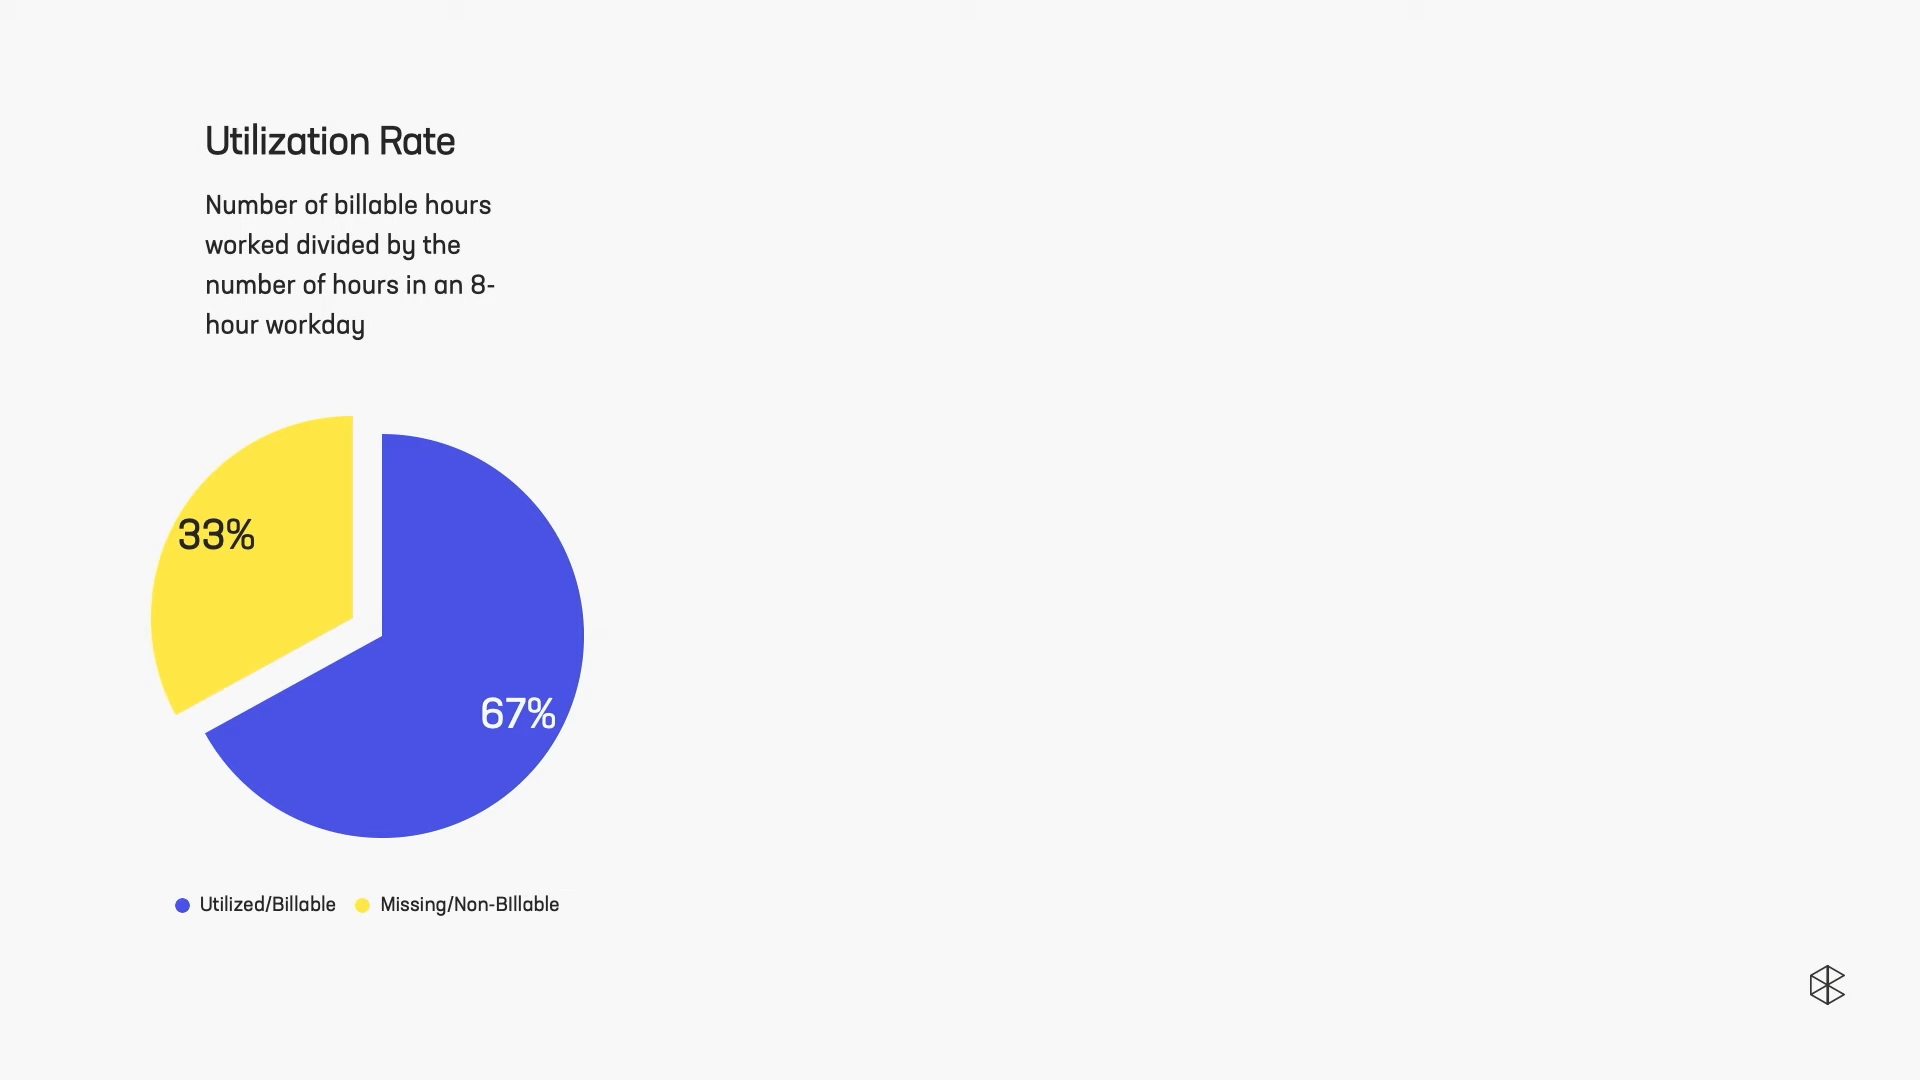 Utilization Rate
Number of billable hours
worked divided by the
number of hours in an 8-
hour workday
33%
67%
Utilized/Billable
Missing/Non-BIllable